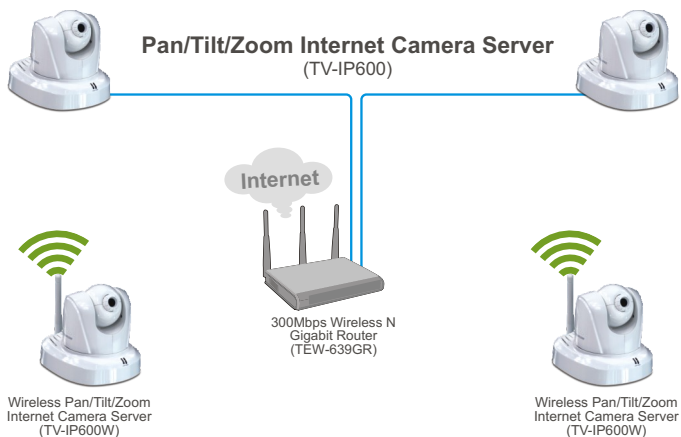 Pan/Tilt/Zoom Internet Camera Server
(TV-IP600)
Internet
300Mbps Wireless N
Gigabit Router
(TEW-639GR)
Wireless Pan/Tilt/Zoom
Internet Camera Server
(TV-IP600W)
Wireless Pan/Tilt/Zoom
Internet Camera Server
(TV-IP600W)